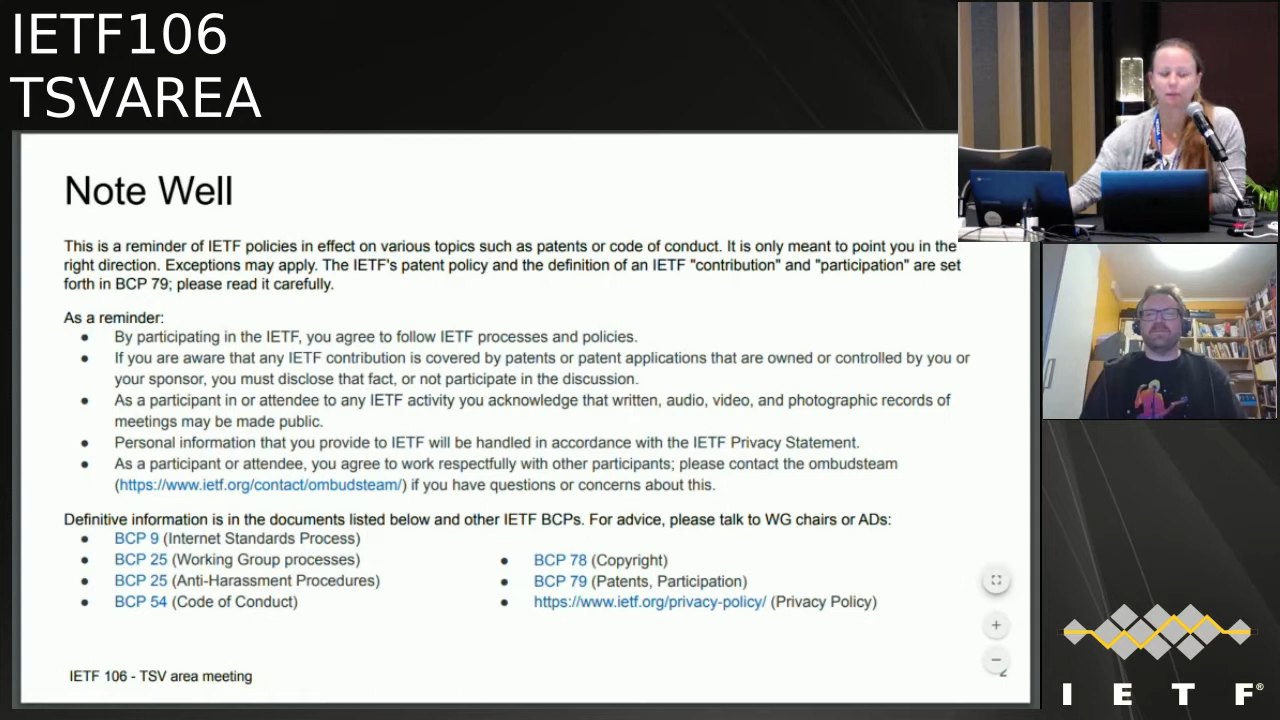 IETF106
TSVAREA
Note Well
This is a reminder of IETF policies in effect on various topics such as patents or code of conduct. It is only meant to point you in the
right direction. Exceptions may apply. The IETF's patent policy and the definition of an IETF "contribution" and "participation" are set
forth in BCP 79; please read it carefully.
As a reminder:
● By participating in the IETF, you agree to follow IETF processes and policies.
● If you are aware that any IETF contribution is covered by patents or patent applications that are owned or controlled by you or
your sponsor, you must disclose that fact, or not participate in the discussion.
● As a participant in or attendee to any IETF activity you acknowledge that written, audio, video, and photographic records of
meetings may be made public.
● Personal information that you provide to IETF will be handled in accordance with the IETF Privacy Statement.
● As a participant or attendee, you agree to work respectfully with other participants; please contact the ombudsteam
(https://www.ietf.org/contact/ombudsteam/) if you have questions or concerns about this.
Definitive information is in the documents listed below and other IETF BCPs. For advice, please talk to WG chairs or ADs:
● BCP 9 (Internet Standards Process)
● BCP 25 (Working Group processes)
● BCP 25 (Anti-Harassment Procedures)
● BCP 54 (Code of Conduct)
● BCP 78 (Copyright)
● BCP 79 (Patents, Participation)
● https://www.ietf.org/privacy-policy/ (Privacy Policy)
IETF 106 - TSV area meeting
2
I E T F®